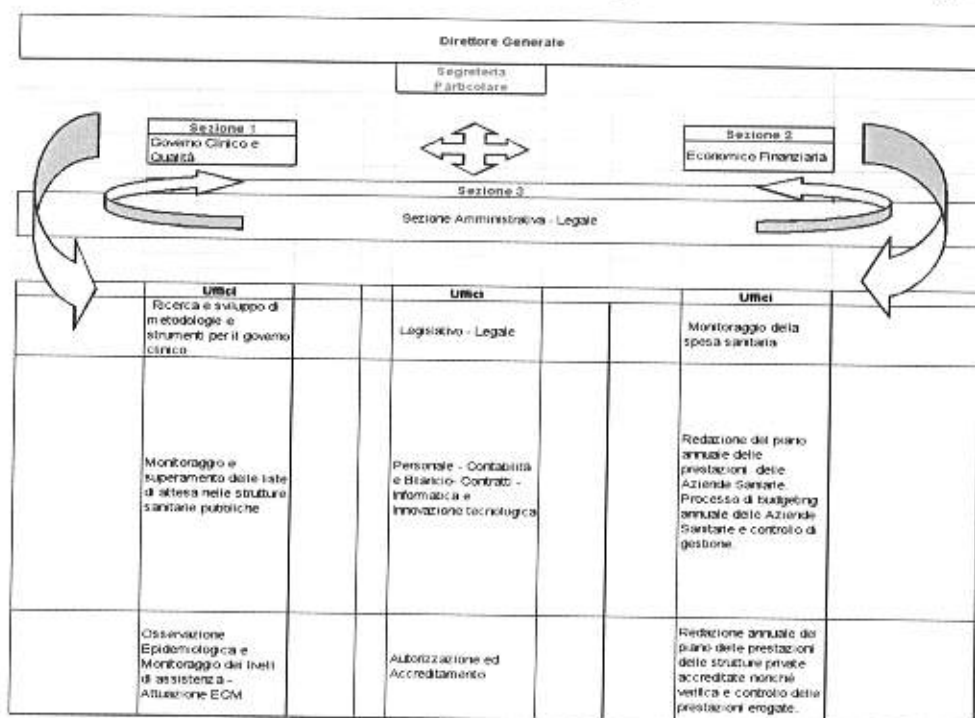 Direttore Generale
Segreteria
Particolare
Sezione 1
Governo Clinico e
Qualità
Sezione 2
Economico Finanziaria
Sezione 3
Sezione Amministrativa - Legale
Uffici
Ricerca e sviluppo di
metodologie e
strumenti per il governo
clinico
Uffici
Legislativo - Legale
Uffici
Monitoraggio della
spesa sanitaria
Monitoraggio e
superamento delle liste
di attesa nelle strutture
sanitarie pubbliche
Personale - Contabilità
e Bilancio- Contratti -
Informatica e
Innovazione tecnologica
Redazione del piano
annuale delle
prestazioni delle
Aziende Sanitarie.
Processo di budgeting
annuale delle Aziende
Sanitarie e controllo di
gestione.
Osservazione
Epidemiologica e
Monitoraggio dei livelli
di assistenza -
Attuazione ECM
Autorizzazione ed
Accreditamento
Redazione annuale del
piano delle prestazioni
delle strutture private
accreditate nonché
verifica e controllo delle
prestazioni erogate.